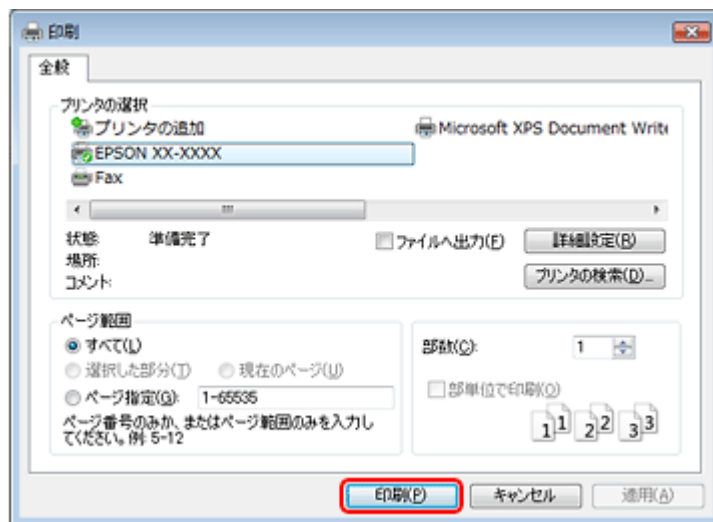 印刷
全般
プリンタの選択
プリンタの追加
Microsoft XPS Document Write
EPSON XX-XXXX
Fax
状態: 準備完了
ファイルへ出力(F)
詳細設定(R)
場所:
コメント:
プリンタの検索(D)...
ページ範囲
すべて(L)
選択した部分(T) 現在のページ(U)
ページ指定(G): 1-65535
ページ番号のみか、またはページ範囲のみを入力し
てください。例: 5-12
部数(C): 1
部単位で印刷(O)
11 22 33
印刷(P) キャンセル 適用(A)